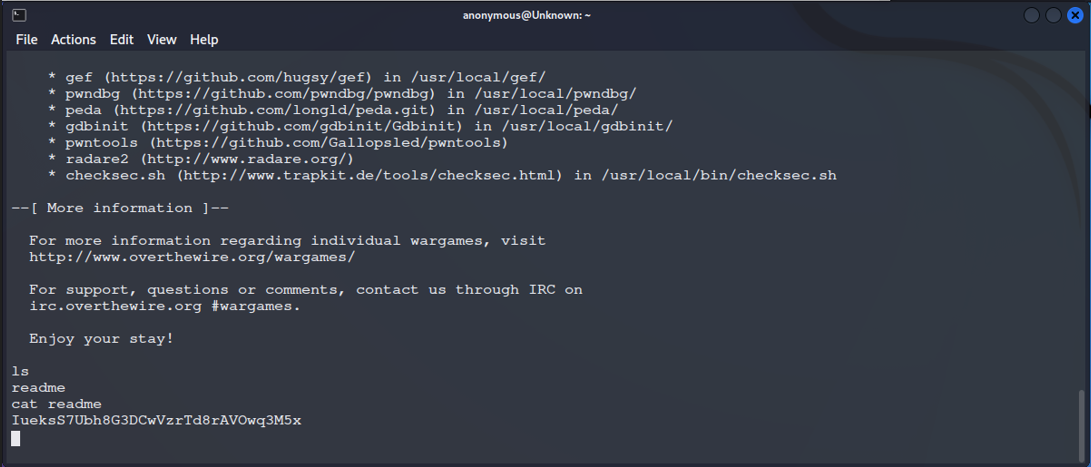 anonymous@Unknown: ~
File Actions Edit View Help
* gef (https://github.com/hugsy/gef) in /usr/local/gef/
* pwndbg (https://github.com/pwndbg/pwndbg) in /usr/local/pwndbg/
* peda (https://github.com/longld/peda.git) in /usr/local/peda/
* gdbinit (https://github.com/gdbinit/Gdbinit) in /usr/local/gdbinit/
* pwntools (https://github.com/Gallopsled/pwntools)
* radare2 (http://www.radare.org/)
* checksec.sh (http://www.trapkit.de/tools/checksec.html) in /usr/local/bin/checksec.sh
--[ More information ]--
For more information regarding individual wargames, visit
http://www.overthewire.org/wargames/
For support, questions or comments, contact us through IRC on
irc.overthewire.org #wargames.
Enjoy your stay!
ls
readme
cat readme
IueksS7Ubh8G3DCwVzrTd8rAVOwq3M5x